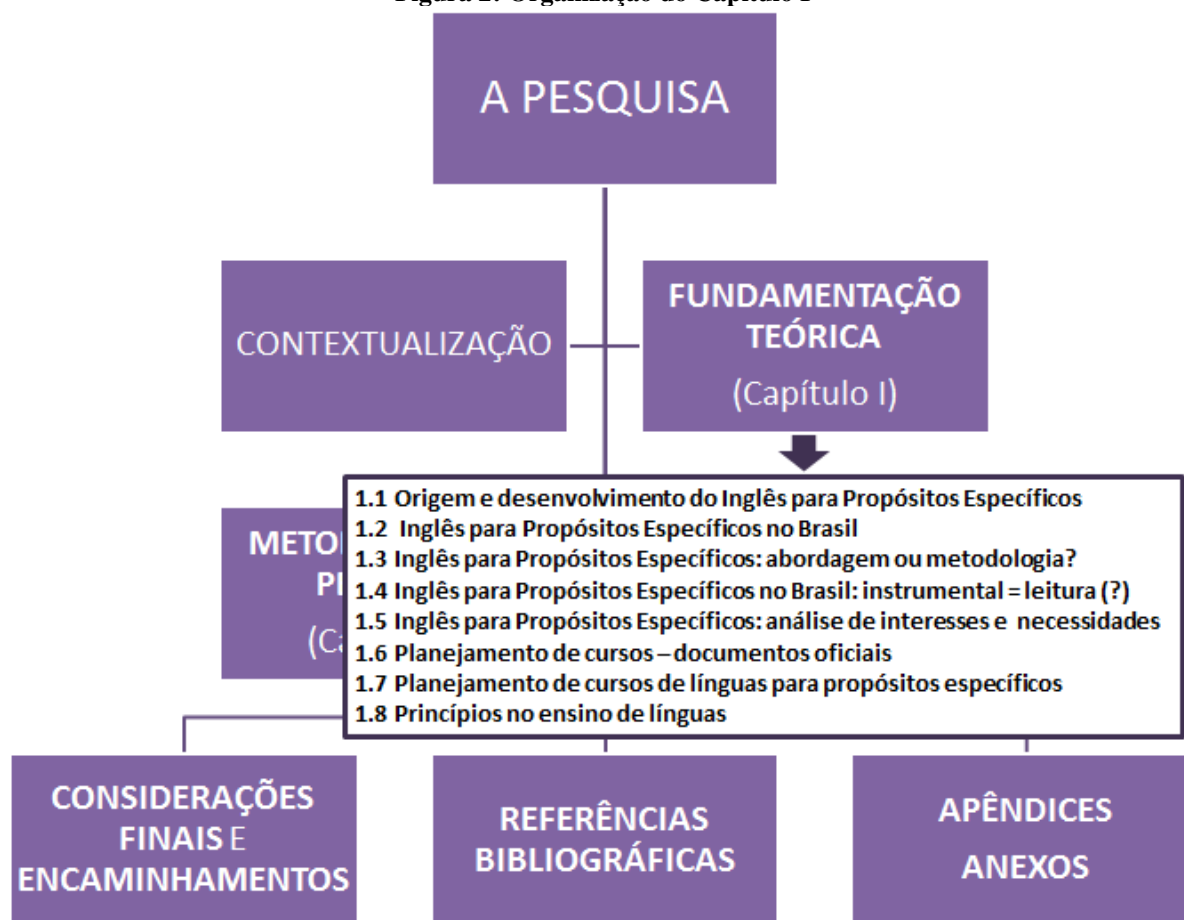 A PESQUISA
CONTEXTUALIZAÇÃO
FUNDAMENTAÇÃO
TEÓRICA
(Capítulo I)
1.1 Origem e desenvolvimento do Inglês para Propósitos Específicos
1.2 Inglês para Propósitos Específicos no Brasil
1.3 Inglês para Propósitos Específicos: abordagem ou metodologia?
1.4 Inglês para Propósitos Específicos no Brasil: instrumental = leitura (?)
1.5 Inglês para Propósitos Específicos: análise de interesses e necessidades
1.6 Planejamento de cursos – documentos oficiais
1.7 Planejamento de cursos de línguas para propósitos específicos
1.8 Princípios no ensino de línguas
CONSIDERAÇÕES
FINAIS E
ENCAMINHAMENTOS
REFERÊNCIAS
BIBLIOGRÁFICAS
APÊNDICES
ANEXOS